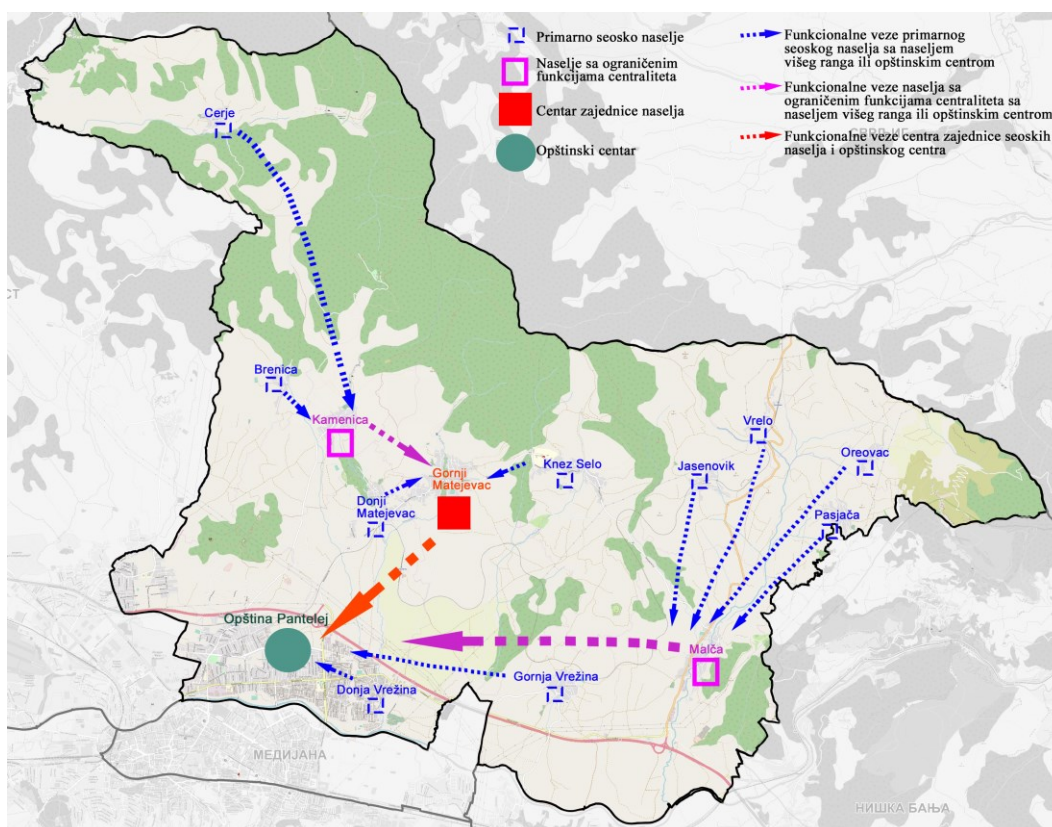 Primarno seosko naselje
Naselje sa ograničenim
funkcijama centraliteta
Centar zajednice naselja
Opštinski centar
Funkcionalne veze primarnog
seoskog naselja sa naseljem
višeg ranga ili opštinskim centrom
Funkcionalne veze naselja sa
ograničenim funkcijama centraliteta sa
naseljem višeg ranga ili opštinskim centrom
Funkcionalne veze centra zajednice seoskih
naselja i opštinskog centra
Cerje
Brenica
Kamenica
Vrelo
Gornji
Matejevac
Knez Selo
Jasenovik
Oreovac
Donji
Matejevac
Pasjača
Opština Pantelej
Malča
Gornja Vrežina
Donja Vrežina
МЕДИЈАНА
НИШКА БАЊА